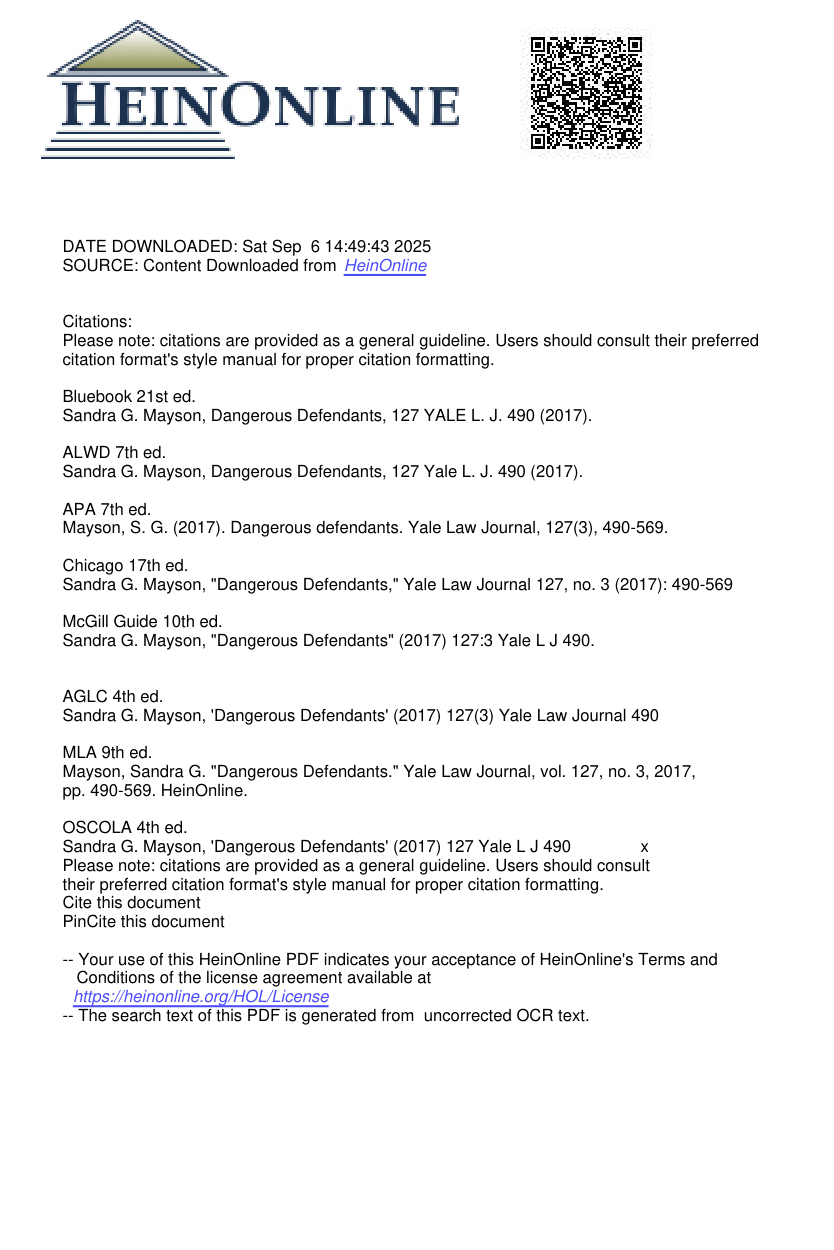 HEINONLINE
DATE DOWNLOADED: Sat Sep  6 14:49:43 2025
SOURCE: Content Downloaded from HeinOnline
Citations:
Please note: citations are provided as a general guideline. Users should consult their preferred
citation format's style manual for proper citation formatting.
Bluebook 21st ed.
Sandra G. Mayson, Dangerous Defendants, 127 YALE L. J. 490 (2017).
ALWD 7th ed.
Sandra G. Mayson, Dangerous Defendants, 127 Yale L. J. 490 (2017).
APA 7th ed.
Mayson, S. G. (2017). Dangerous defendants. Yale Law Journal, 127(3), 490-569.
Chicago 17th ed.
Sandra G. Mayson, "Dangerous Defendants," Yale Law Journal 127, no. 3 (2017): 490-569
McGill Guide 10th ed.
Sandra G. Mayson, "Dangerous Defendants" (2017) 127:3 Yale L J 490.
AGLC 4th ed.
Sandra G. Mayson, 'Dangerous Defendants' (2017) 127(3) Yale Law Journal 490
MLA 9th ed.
Mayson, Sandra G. "Dangerous Defendants." Yale Law Journal, vol. 127, no. 3, 2017,
pp. 490-569. HeinOnline.
OSCOLA 4th ed.
Sandra G. Mayson, 'Dangerous Defendants' (2017) 127 Yale L J 490 x
Please note: citations are provided as a general guideline. Users should consult
their preferred citation format's style manual for proper citation formatting.
Cite this document
PinCite this document
-- Your use of this HeinOnline PDF indicates your acceptance of HeinOnline's Terms and
Conditions of the license agreement available at
https://heinonline.org/HOL/License
-- The search text of this PDF is generated from  uncorrected OCR text.